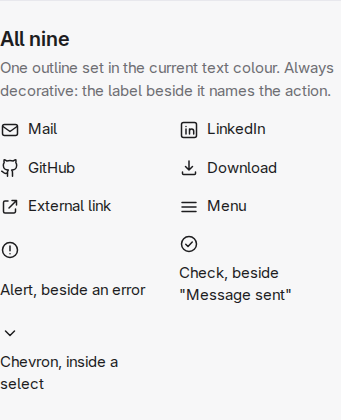 All nine
One outline set in the current text colour. Always
decorative: the label beside it names the action.
Mail
LinkedIn
GitHub
Download
External link
Menu
Alert, beside an error
Check, beside
"Message sent"
Chevron, inside a
select